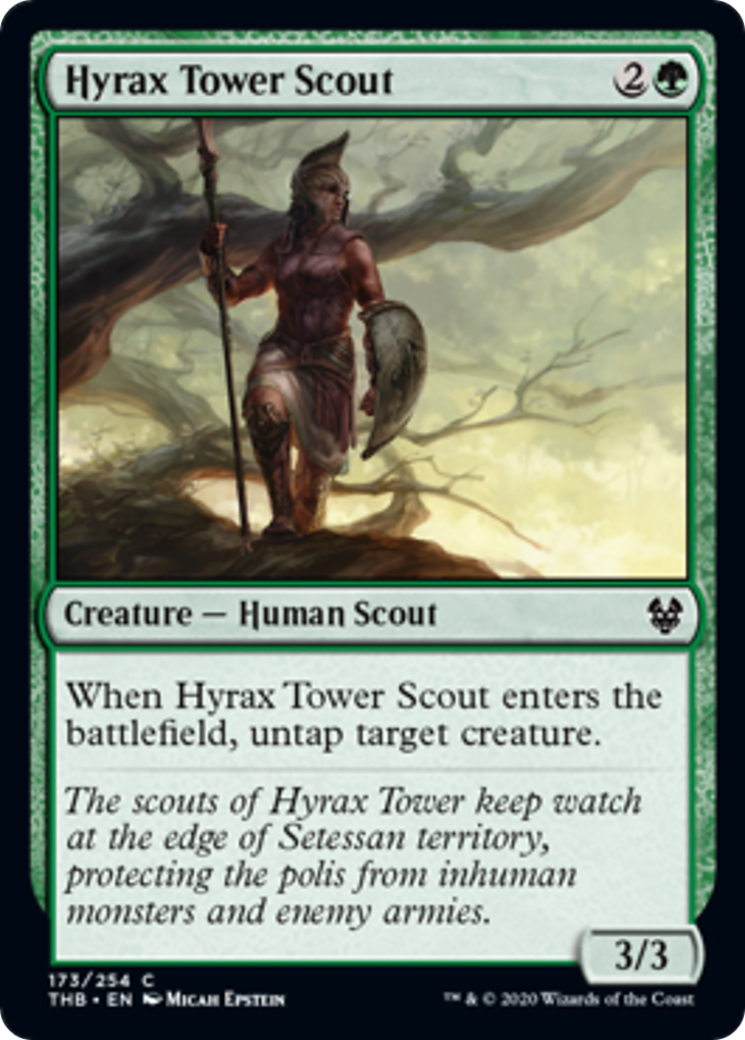 Hyrax Tower Scout 2
Creature — Human Scout
When Hyrax Tower Scout enters the
battlefield, untap target creature.
The scouts of Hyrax Tower keep watch
at the edge of Setessan territory,
protecting the polis from inhuman
monsters and enemy armies.
3/3
173/254 C
THB • EN Micah Epstein
™ & © 2020 Wizards of the Coast